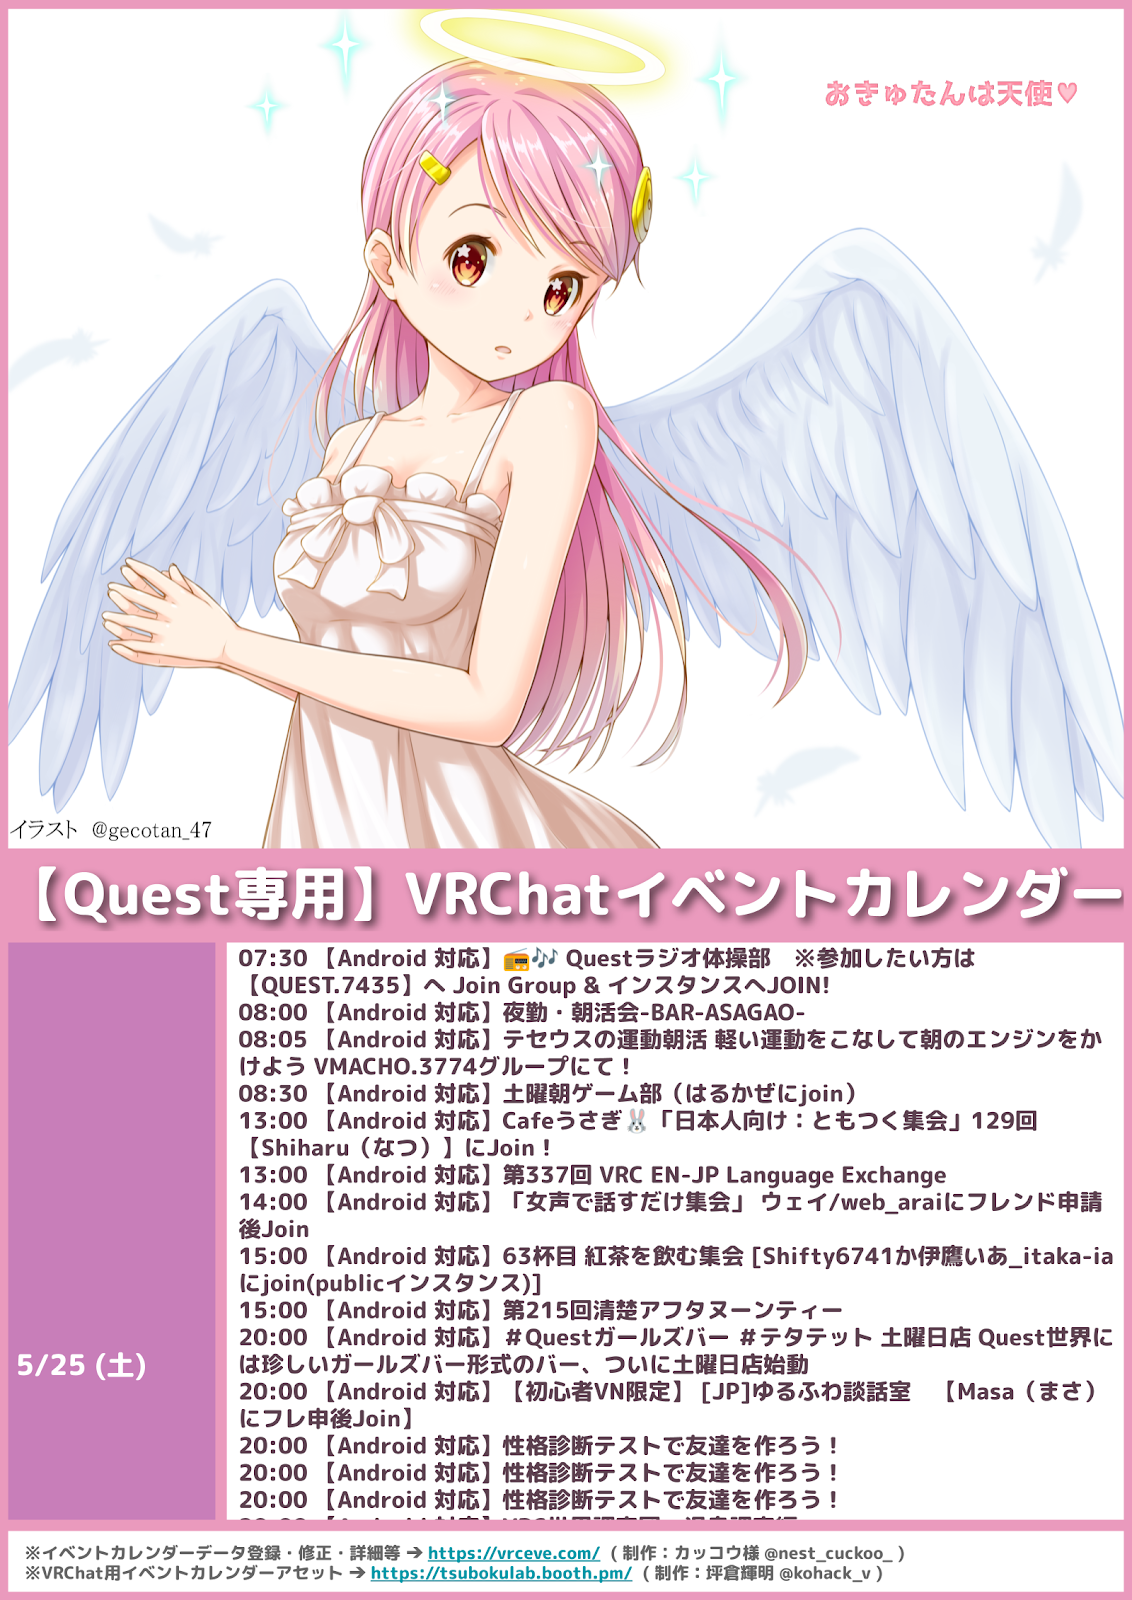 おきゅたんは天使♥
イラスト @gecotan_47
【Quest専用】VRChatイベントカレンダー
5/25 (土)
07:30 【Android 対応】📻🎶 Questラジオ体操部　※参加したい方は
【QUEST.7435】へ Join Group & インスタンスへJOIN!
08:00 【Android 対応】夜勤・朝活会-BAR-ASAGAO-
08:05 【Android 対応】テセウスの運動朝活 軽い運動をこなして朝のエンジンをか
けよう VMACHO.3774グループにて！
08:30 【Android 対応】土曜朝ゲーム部（はるかぜにjoin）
13:00 【Android 対応】Cafeうさぎ🐰「日本人向け：ともつく集会」129回
【Shiharu（なつ）】にJoin！
13:00 【Android 対応】第337回 VRC EN-JP Language Exchange
14:00 【Android 対応】「女声で話すだけ集会」 ウェイ/web_araiにフレンド申請
後Join
15:00 【Android 対応】63杯目 紅茶を飲む集会 [Shifty6741か伊鷹いあ_itaka-ia
にjoin(publicインスタンス)]
15:00 【Android 対応】第215回清楚アフタヌーンティー
20:00 【Android 対応】＃Questガールズバー ＃テタテット 土曜日店 Quest世界に
は珍しいガールズバー形式のバー、ついに土曜日店始動
20:00 【Android 対応】【初心者VN限定】 [JP]ゆるふわ談話室　【Masa（まさ）
にフレ申後Join】
20:00 【Android 対応】性格診断テストで友達を作ろう！
20:00 【Android 対応】性格診断テストで友達を作ろう！
20:00 【Android 対応】性格診断テストで友達を作ろう！
※イベントカレンダーデータ登録・修正・詳細等 ➔ https://vrceve.com/ （制作：カッコウ様 @nest_cuckoo_ ）
※VRChat用イベントカレンダーアセット ➔ https://tsubokulab.booth.pm/ （制作：坪倉輝明 @kohack_v ）